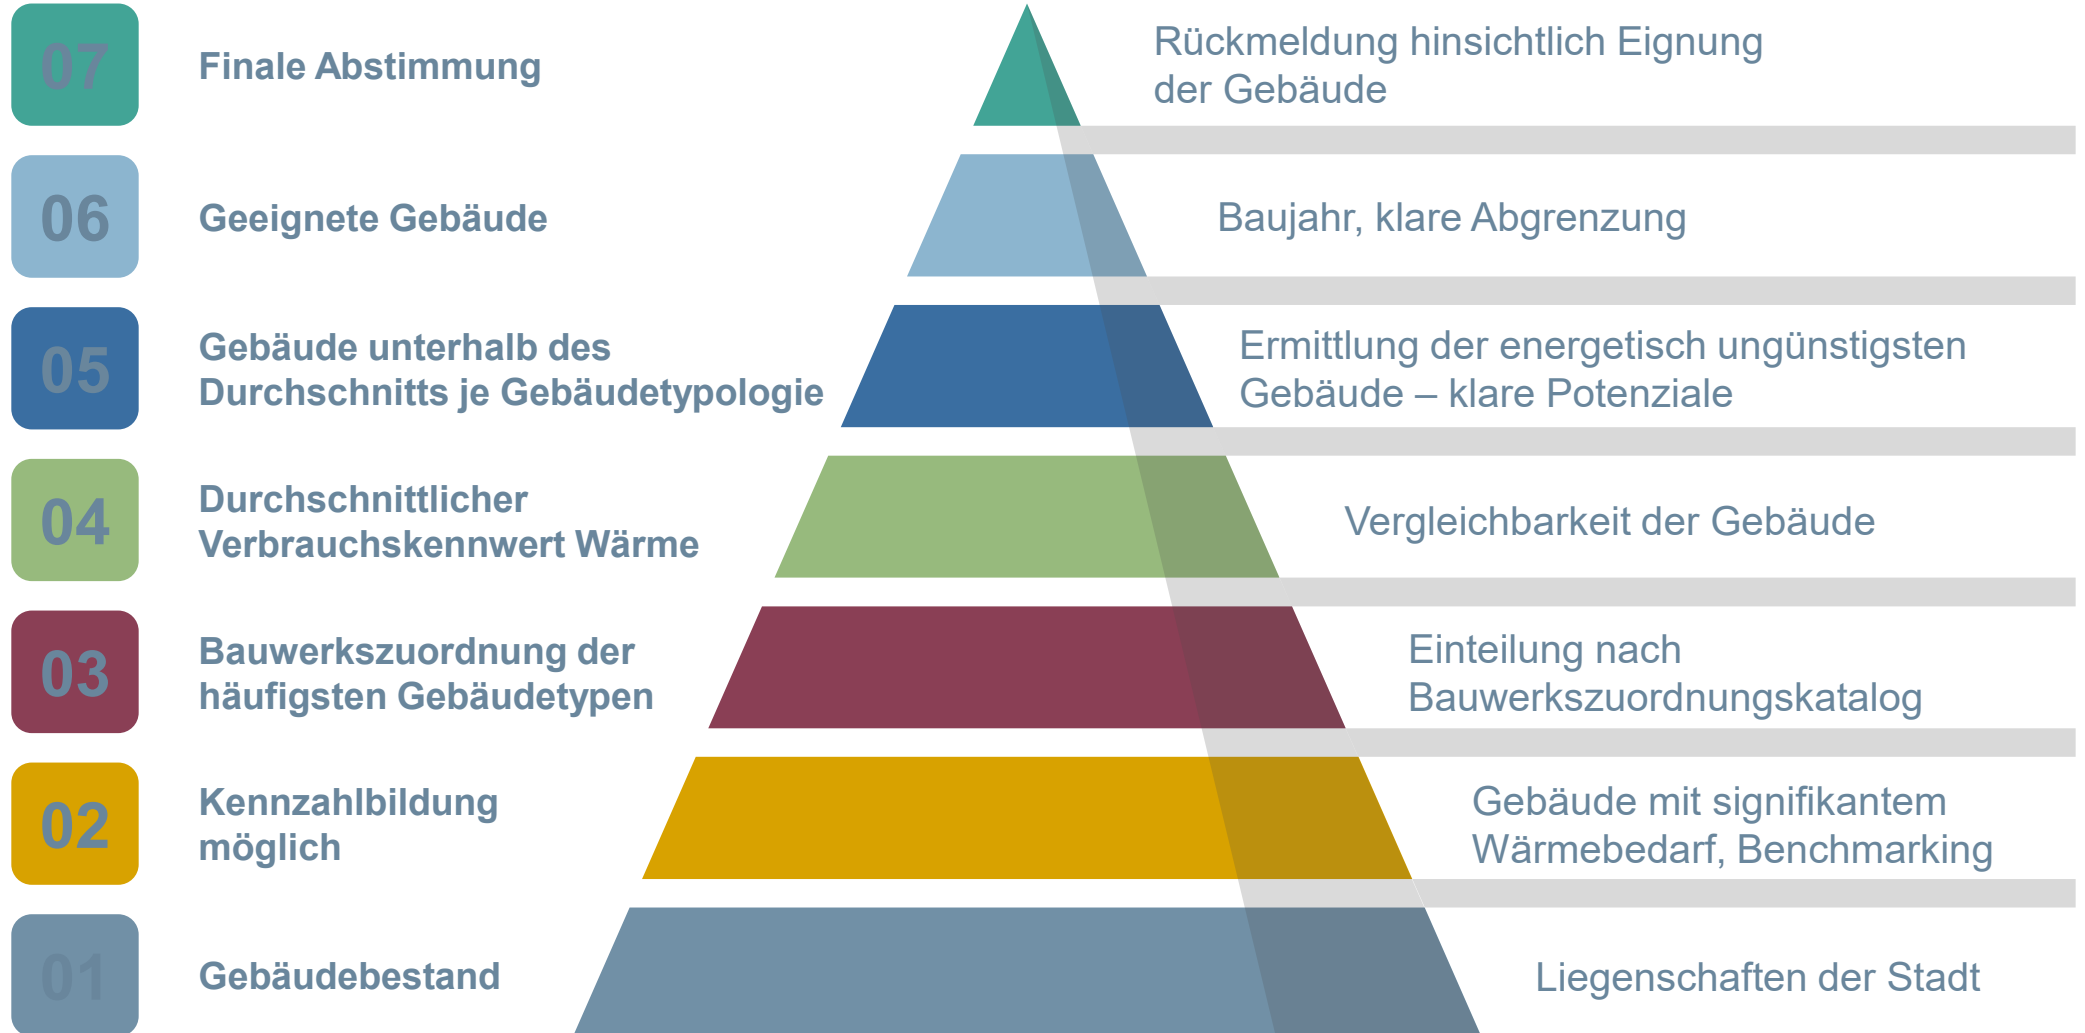 07
Finale Abstimmung
Rückmeldung hinsichtlich Eignung
der Gebäude
06
Geeignete Gebäude
Baujahr, klare Abgrenzung
05
Gebäude unterhalb des
Durchschnitts je Gebäudetypologie
Ermittlung der energetisch ungünstigsten
Gebäude – klare Potenziale
04
Durchschnittlicher
Verbrauchskennwert Wärme
Vergleichbarkeit der Gebäude
03
Bauwerkszuordnung der
häufigsten Gebäudetypen
Einteilung nach
Bauwerkszuordnungskatalog
02
Kennzahlbildung
möglich
Gebäude mit signifikantem
Wärmebedarf, Benchmarking
01
Gebäudebestand
Liegenschaften der Stadt